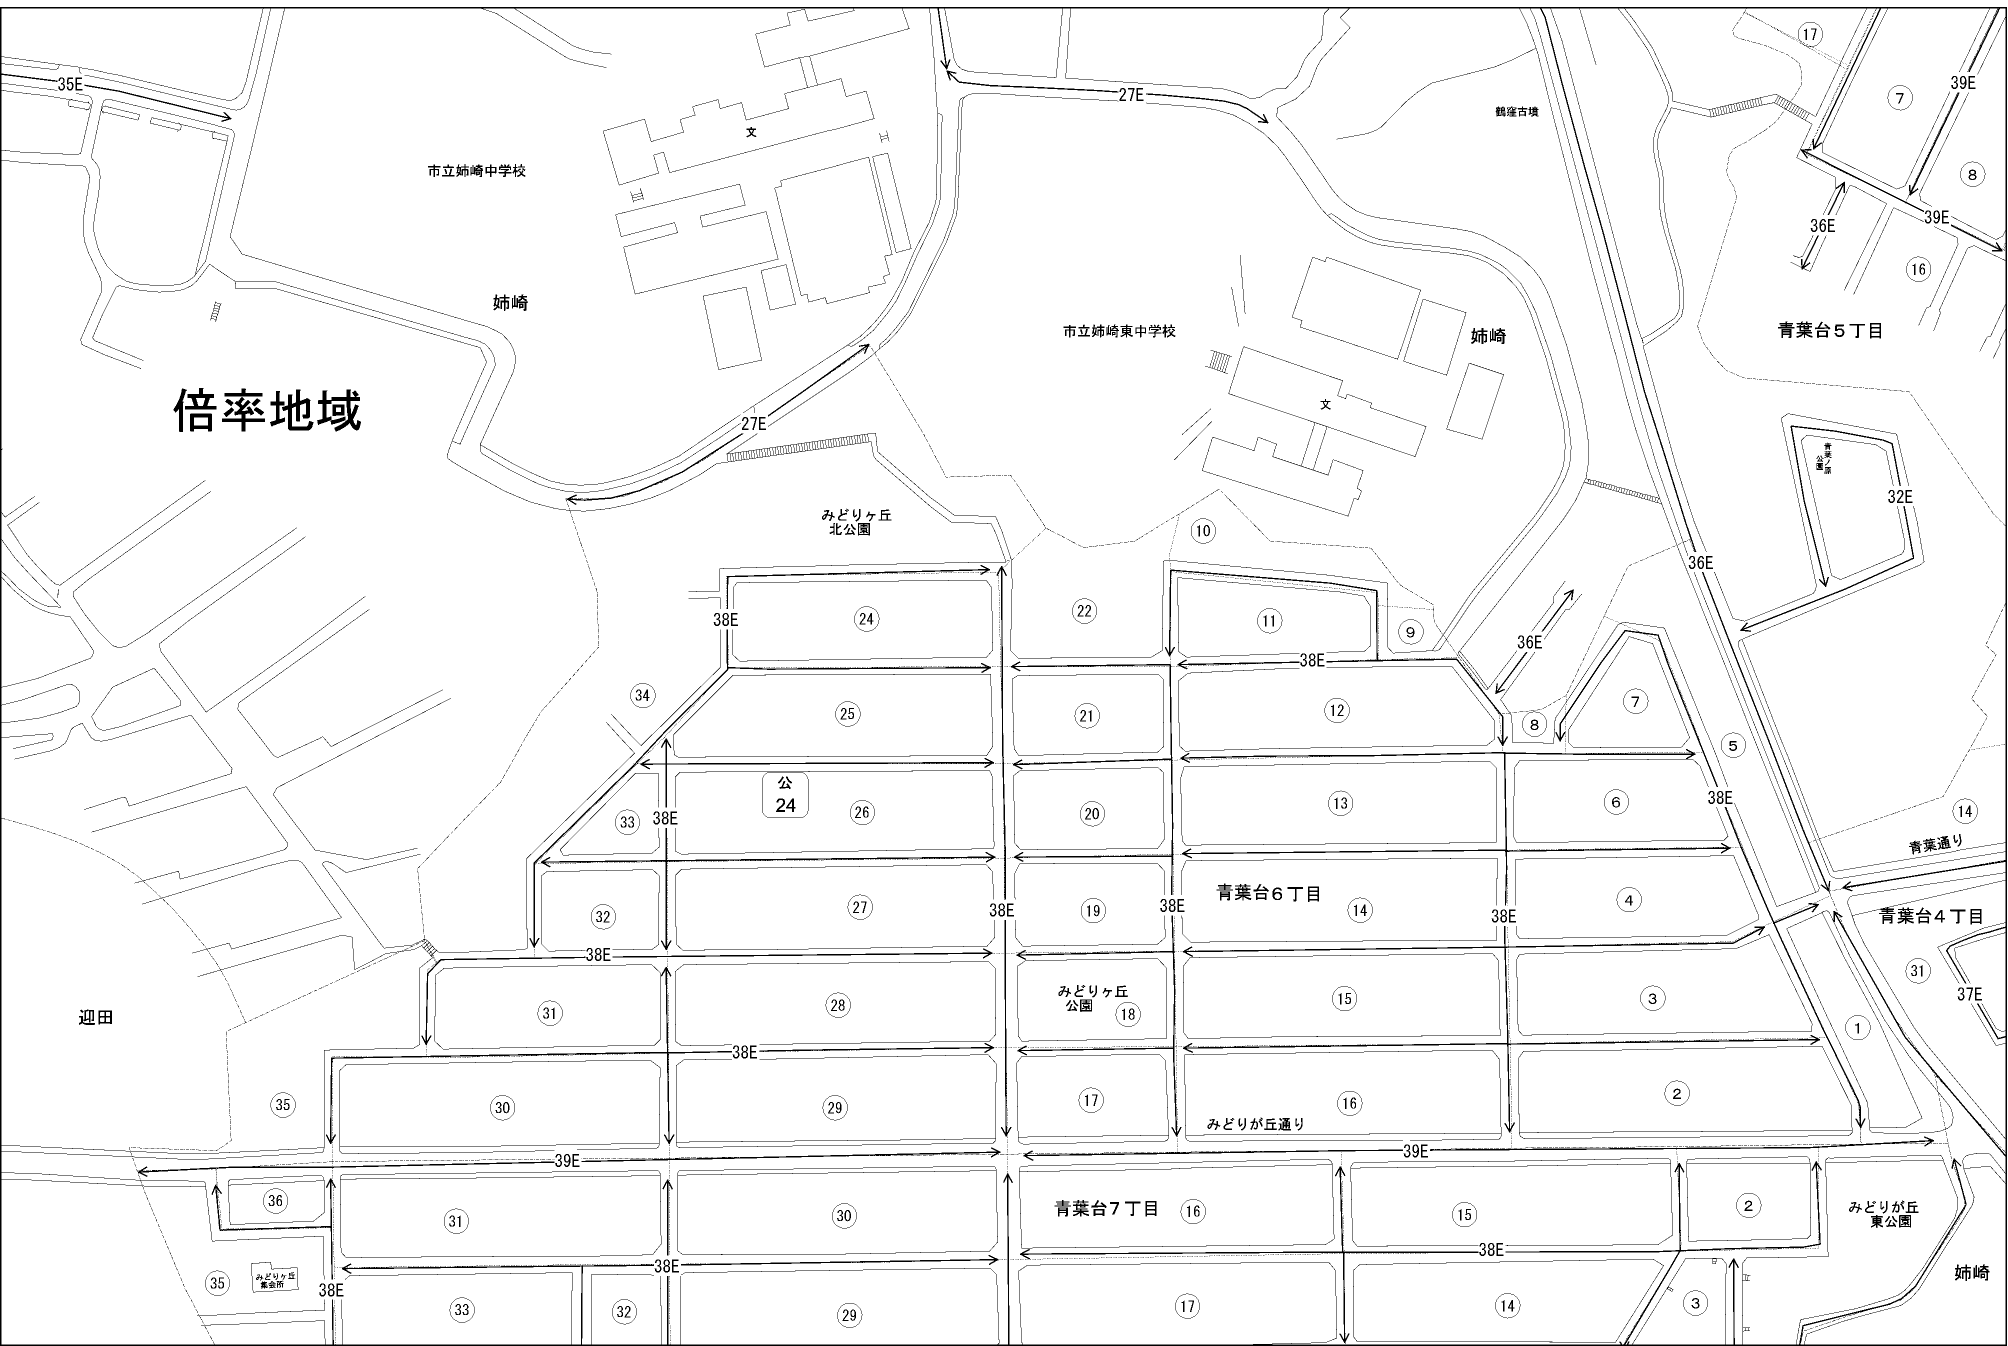 17
35E
39E
27E
7
鶴窪古墳
文
市立姉崎中学校
8
39E
36E
16
姉崎
市立姉崎東中学校
姉崎
青葉台５丁目
倍率地域
文
27E
青葉ノ原
公園
32E
みどりヶ丘
北公園
10
36E
38E
24
22
11
9
36E
38E
34
25
21
12
7
8
5
公
24
38E
33
26
20
13
6
38E
14
青葉通り
32
27
38E
19
38E
青葉台６丁目
14
38E
4
青葉台４丁目
38E
31
みどりヶ丘
公園
18
31
28
15
3
37E
迎田
1
38E
35
30
29
17
16
2
みどりが丘通り
39E
39E
36
31
30
青葉台７丁目
16
15
2
みどりが丘
東公園
38E
38E
姉崎
35
みどりヶ丘
集会所
38E
33
32
29
17
14
3